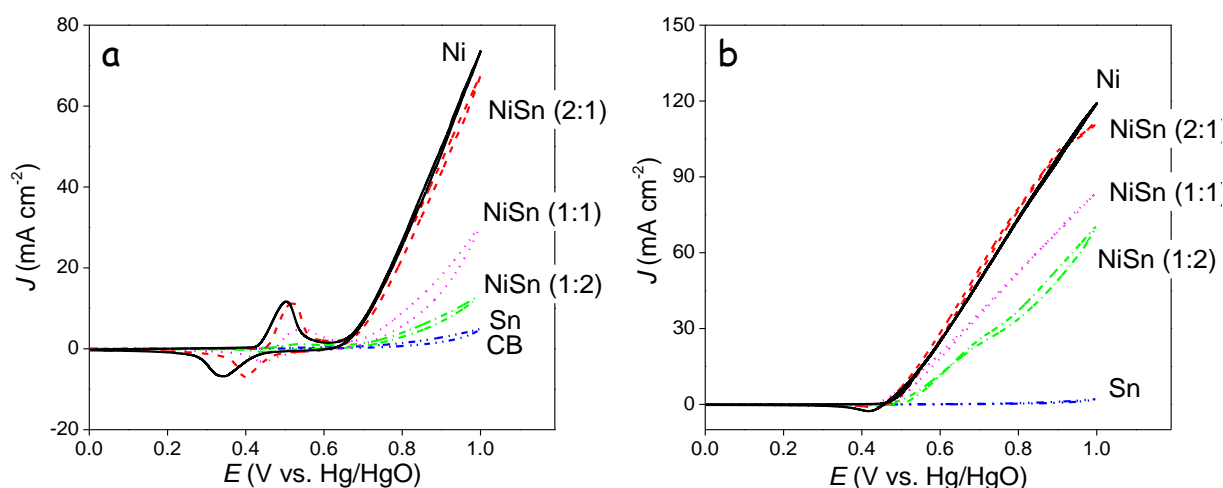 a
80
60
40
20
0
-20
J (mA cm-2)
Ni
NiSn (2:1)
NiSn (1:1)
NiSn (1:2)
Sn
CB
0.0 0.2 0.4 0.6 0.8 1.0
E (V vs. Hg/HgO)
b
150
120
90
60
30
0
J (mA cm-2)
Ni
NiSn (2:1)
NiSn (1:1)
NiSn (1:2)
Sn
0.0 0.2 0.4 0.6 0.8 1.0
E (V vs. Hg/HgO)